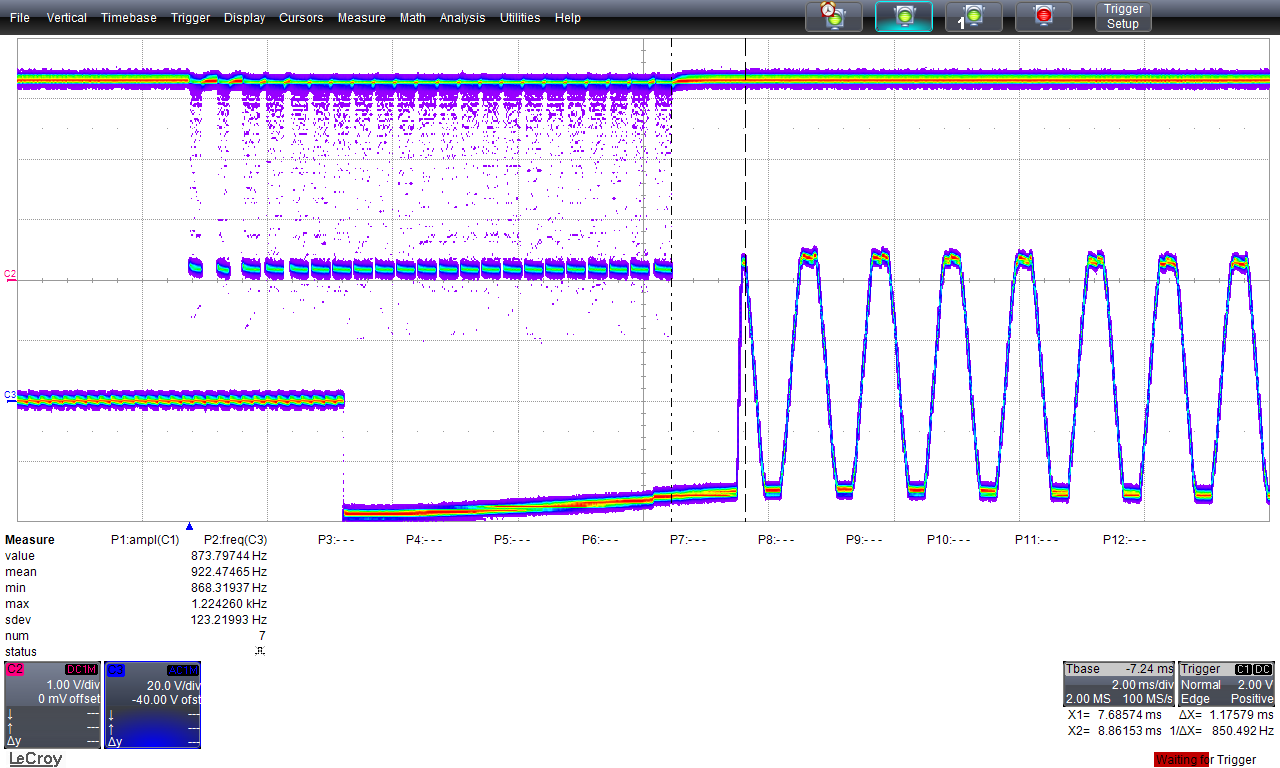 File Vertical Timebase Trigger Display Cursors Measure Math Analysis Utilities Help
1
Trigger
Setup
C2
C3
Measure P1:ampl(C1) P2:freq(C3) P3:- - - P4:- - - P5:- - - P6:- - - P7:- - - P8:- - - P9:- - - P10:- - - P11:- - - P12:- - -
value 873.79744 Hz
mean 922.47465 Hz
min 868.31937 Hz
max 1.224260 kHz
sdev 123.21993 Hz
num 7
status
C2 DC1M
1.00 V/div
0 mV offset
---
---
Δy ---
AC1M
20.0 V/div
-40.00 V ofst
---
---
Δy ---
Tbase -7.24 ms
2.00 ms/div
2.00 MS 100 MS/s
Trigger C1 DC
Normal 2.00 V
Edge Positive
X1= 7.68574 ms ΔX= 1.17579 ms
X2= 8.86153 ms 1/ΔX= 850.492 Hz
LeCroy
Waiting for Trigger